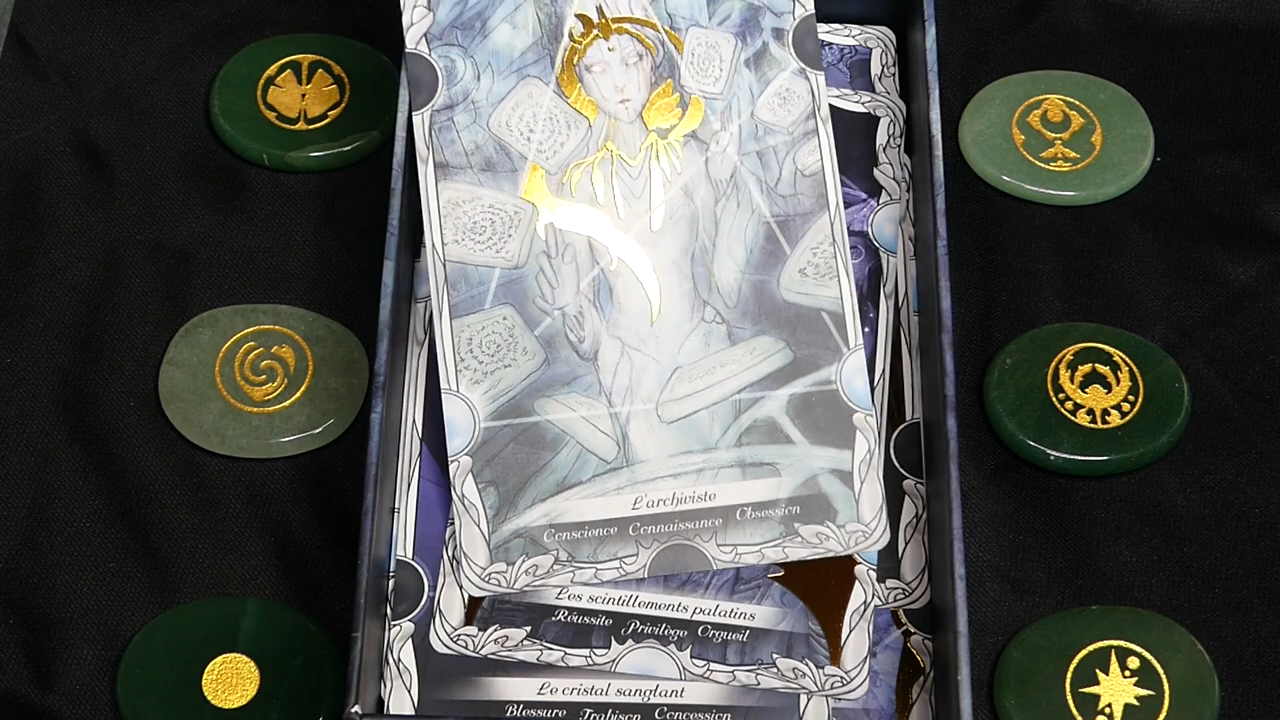 L'archiviste
Conscience Connaissance Obsession
Les scintillements palatins
Réussite Privilège Orgueil
Le cristal sanglant
Blessure Trahison Concession